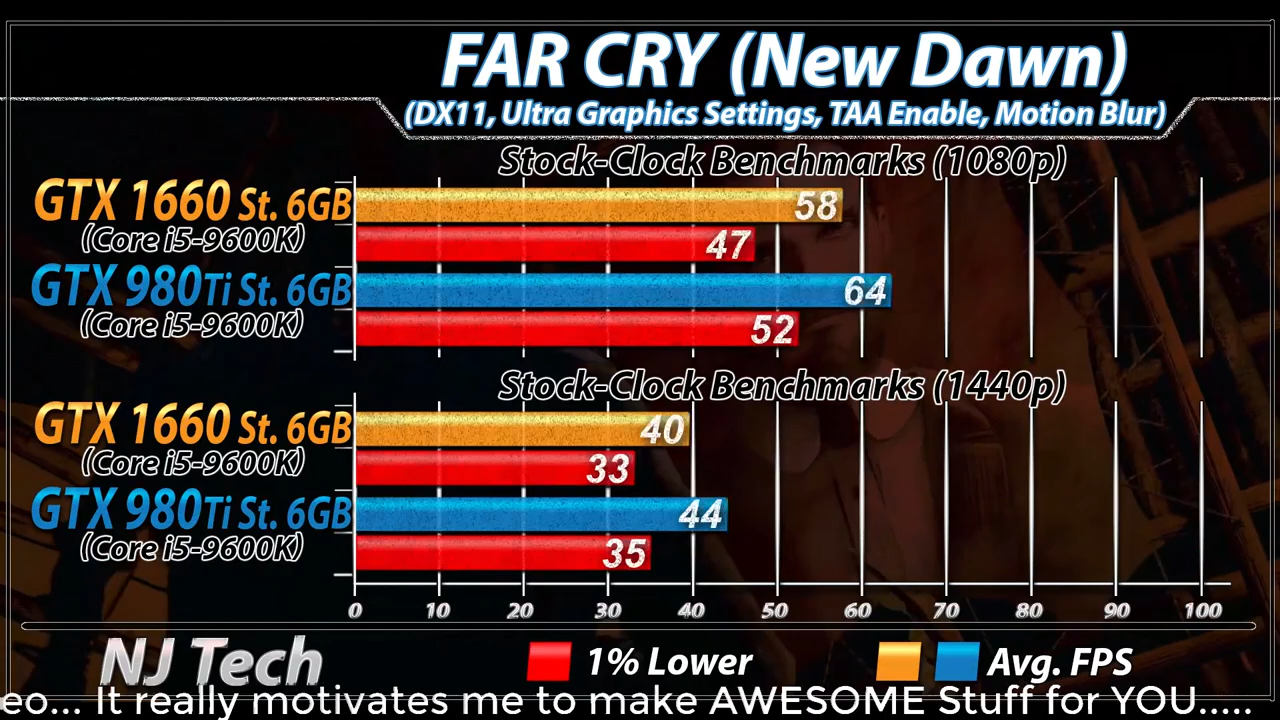 FAR CRY (New Dawn)
(DX11, Ultra Graphics Settings, TAA Enable, Motion Blur)
Stock-Clock Benchmarks (1080p)
GTX 1660 St. 6GB
58
(Core i5-9600K)
47
GTX 980Ti St. 6GB
64
(Core i5-9600K)
52
Stock-Clock Benchmarks (1440p)
GTX 1660 St. 6GB
40
(Core i5-9600K)
33
GTX 980Ti St. 6GB
44
(Core i5-9600K)
35
0 10 20 30 40 50 60 70 80 90 100
NJ Tech
1% Lower
Avg. FPS
eo... It really motivates me to make AWESOME Stuff for YOU.....